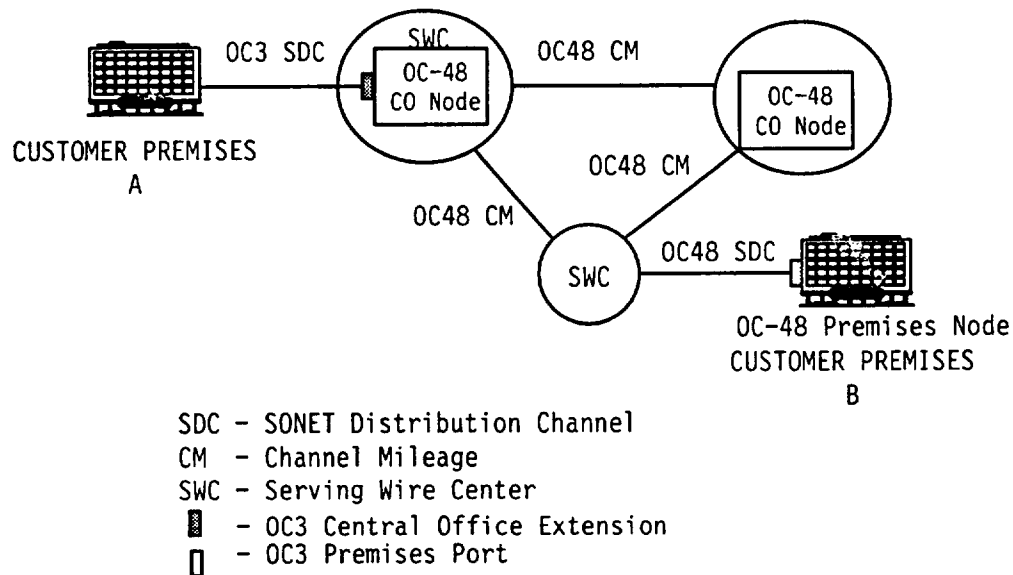 SWC
OC3 SDC
OC-48
CO Node
OC48 CM
OC-48
CO Node
CUSTOMER PREMISES
A
OC48 CM
OC48 CM
SWC
OC48 SDC
OC-48 Premises Node
CUSTOMER PREMISES
B
SDC - SONET Distribution Channel
CM - Channel Mileage
SWC - Serving Wire Center
- OC3 Central Office Extension
- OC3 Premises Port